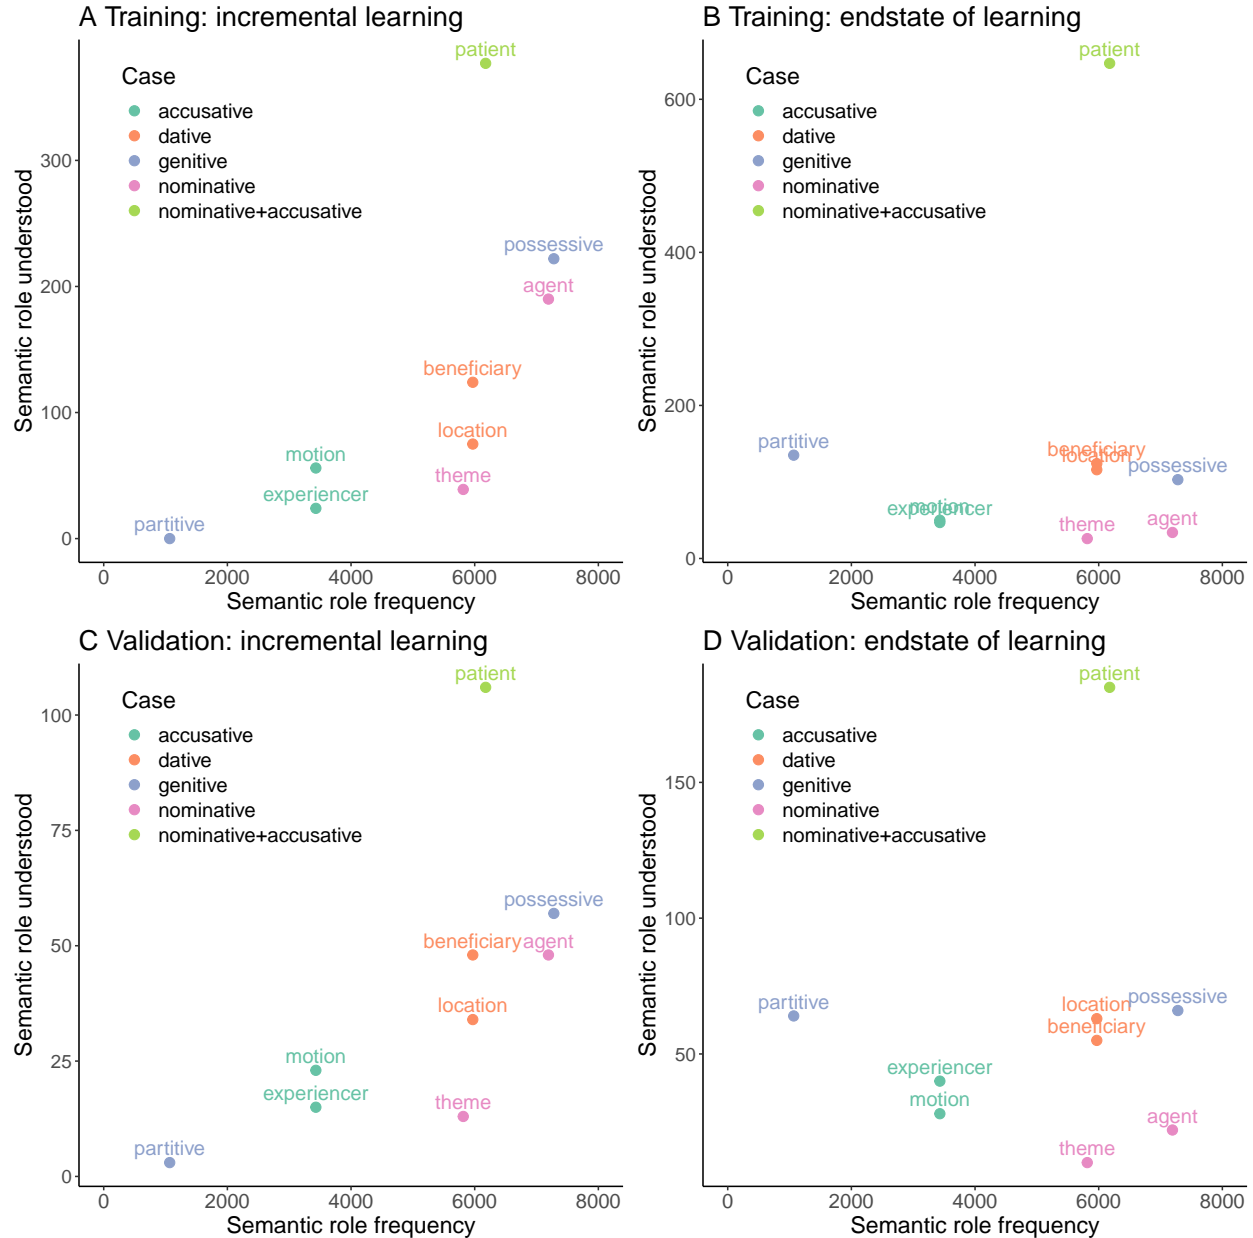 A Training: incremental learning
patient
Case
accusative
dative
genitive
nominative
nominative+accusative
possessive
agent
beneficiary
location
motion
theme
experiencer
partitive
Semantic role understood
0
100
200
300
0 2000 4000 6000 8000
Semantic role frequency
B Training: endstate of learning
patient
Case
accusative
dative
genitive
nominative
nominative+accusative
partitive
beneficiary
location
possessive
motion
experiencer
theme
agent
Semantic role understood
0
200
400
600
0 2000 4000 6000 8000
Semantic role frequency
C Validation: incremental learning
patient
Case
accusative
dative
genitive
nominative
nominative+accusative
possessive
beneficiary
agent
location
motion
experiencer
theme
partitive
Semantic role understood
0
25
50
75
100
0 2000 4000 6000 8000
Semantic role frequency
D Validation: endstate of learning
patient
Case
accusative
dative
genitive
nominative
nominative+accusative
partitive
location
possessive
beneficiary
experiencer
motion
agent
theme
Semantic role understood
50
100
150
0 2000 4000 6000 8000
Semantic role frequency